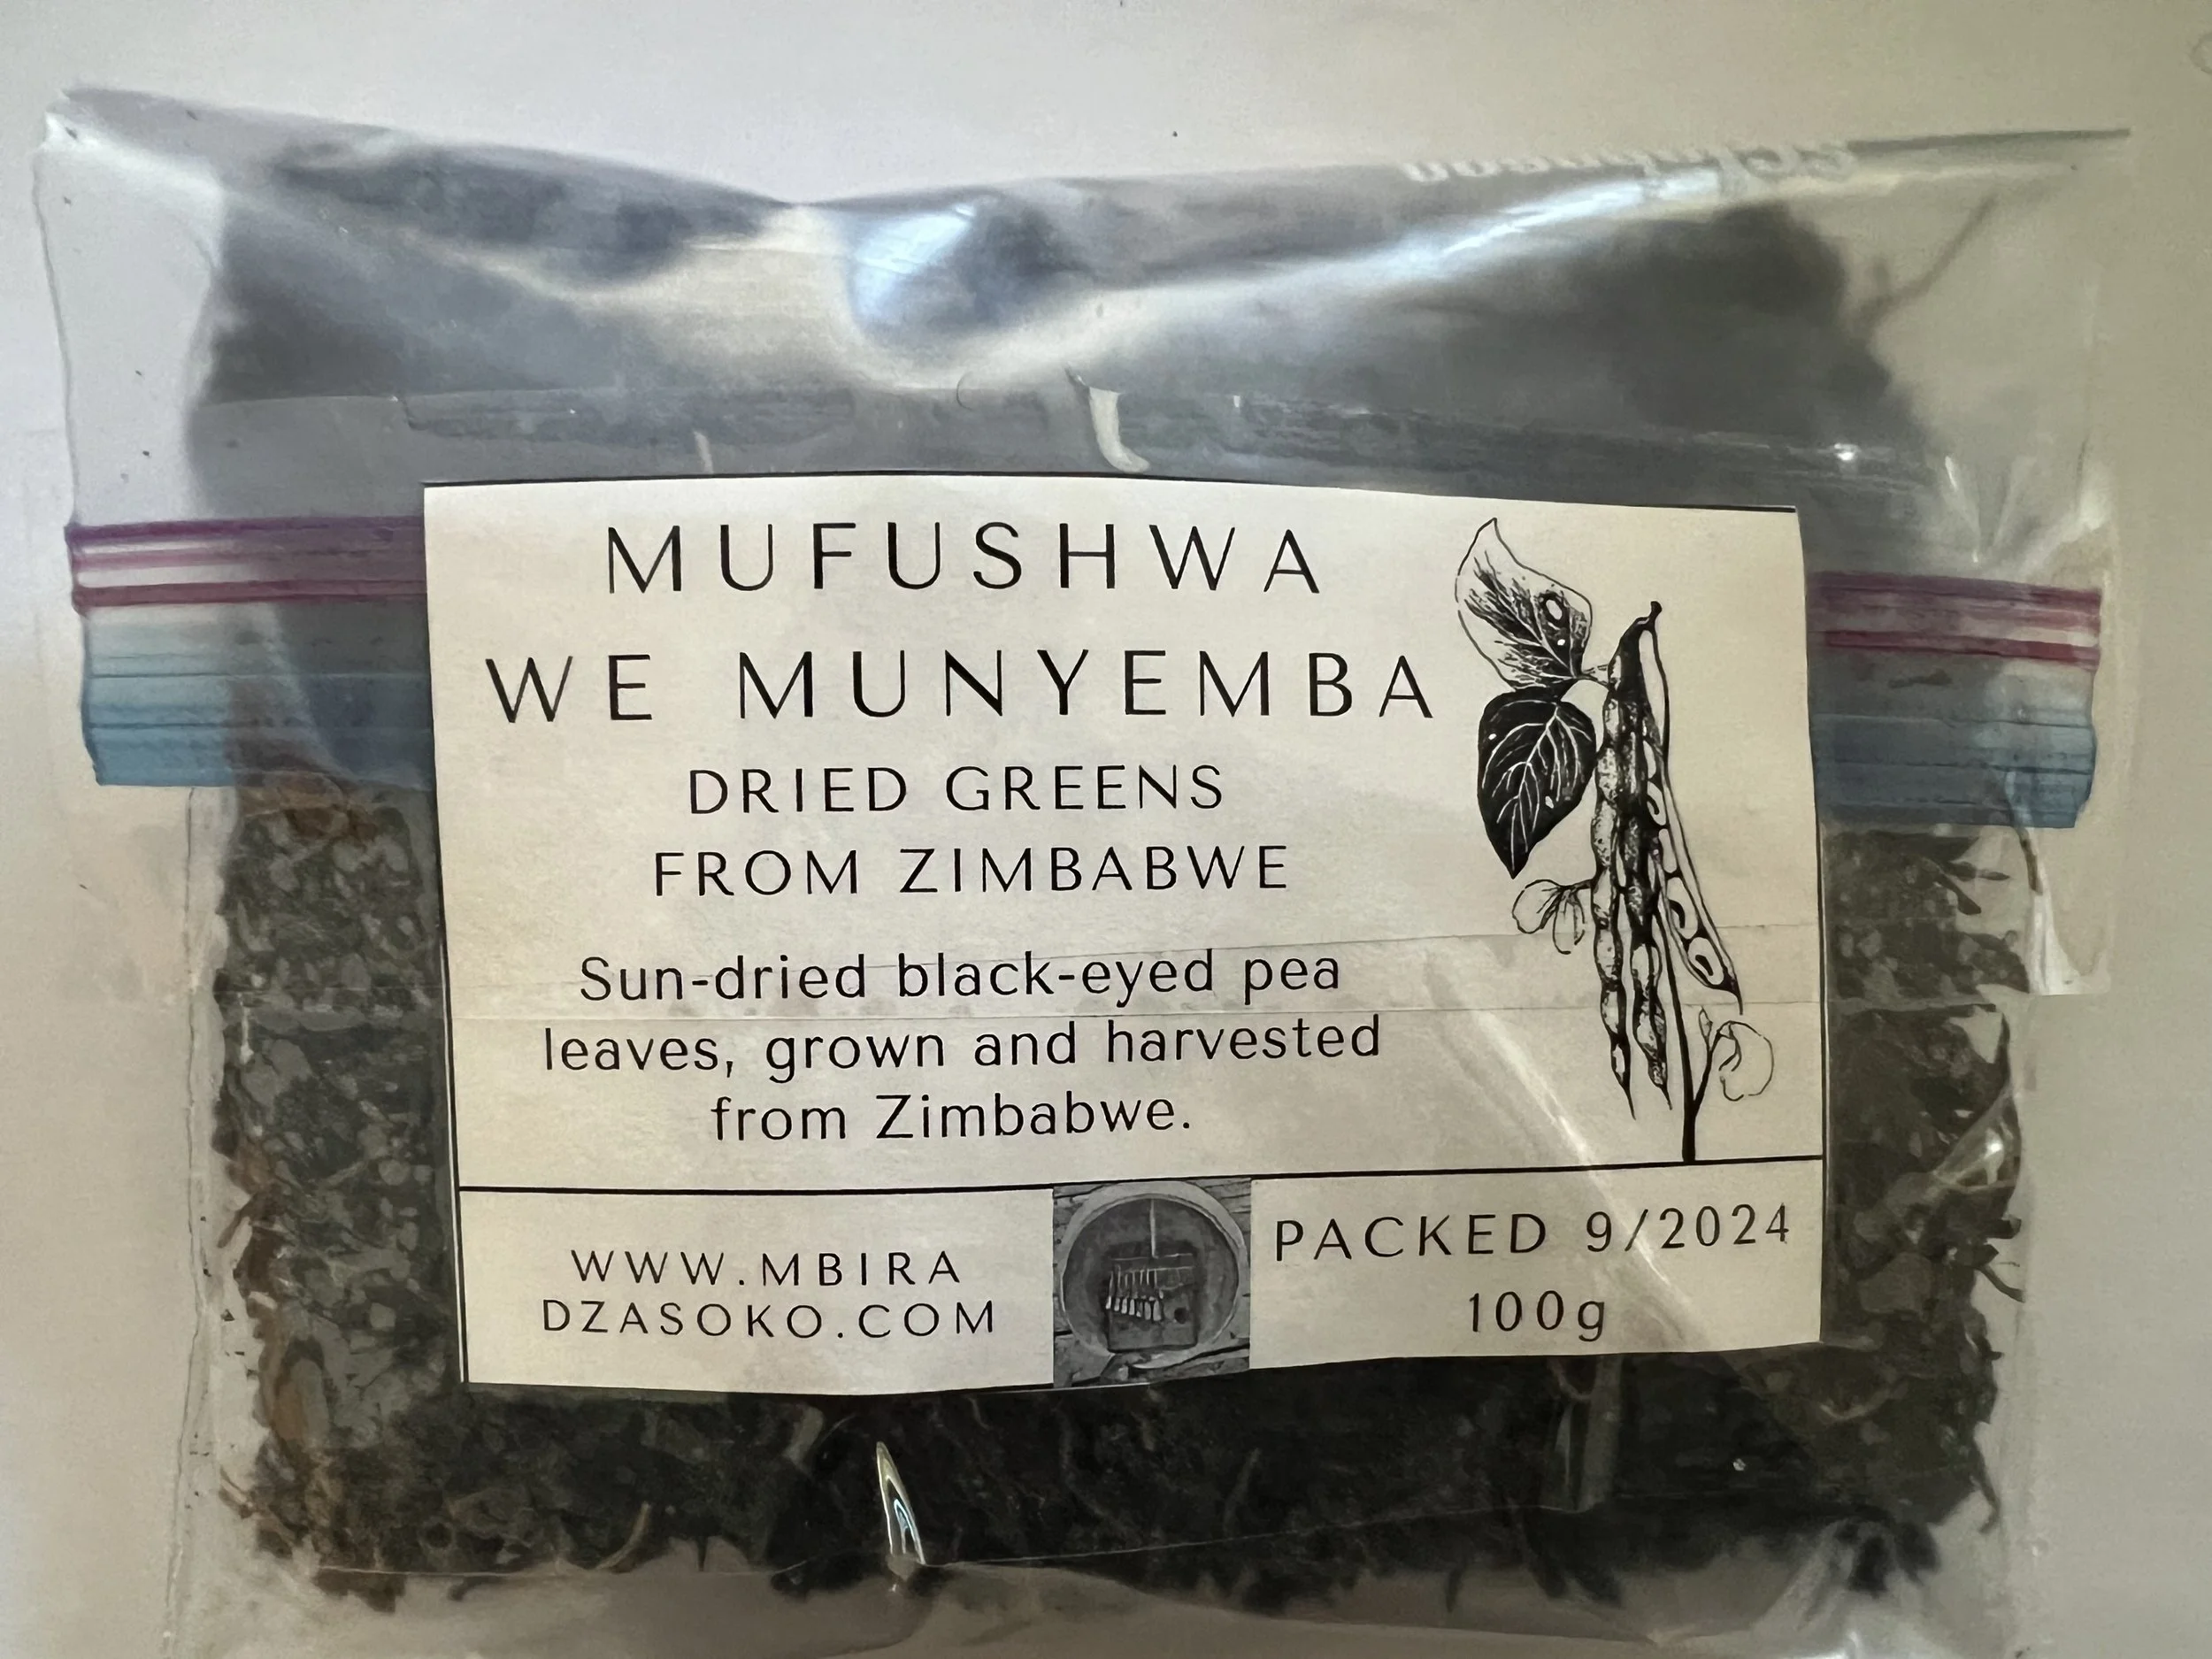 MUFUSHWA
WE MUNYEMBA
DRIED GREENS
FROM ZIMBABWE
Sun-dried black-eyed pea
leaves, grown and harvested
from Zimbabwe.
WWW.MBIRA
DZASOKO.COM
PACKED 9/2024
100g